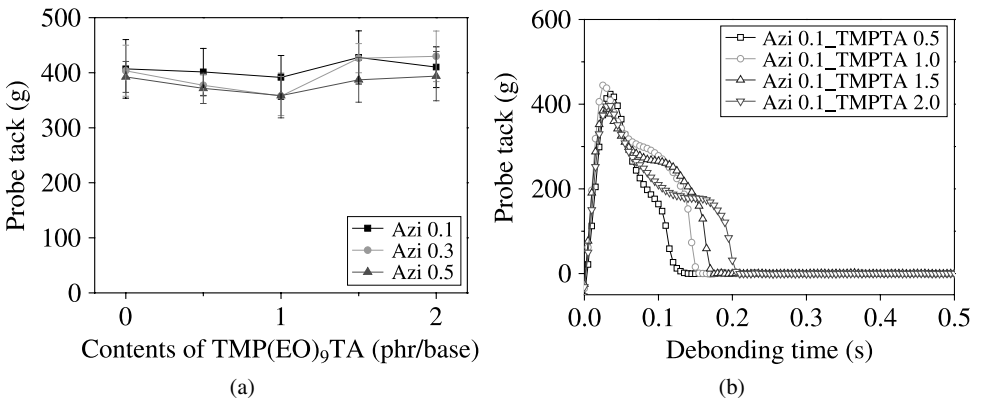 500
400
300
200
100
0
Probe tack (g)
Azi 0.1
Azi 0.3
Azi 0.5
0 1 2
Contents of TMP(EO)₉TA (phr/base)
(a)
600
400
200
0
Probe tack (g)
Azi 0.1_TMPTA 0.5
Azi 0.1_TMPTA 1.0
Azi 0.1_TMPTA 1.5
Azi 0.1_TMPTA 2.0
0.0 0.1 0.2 0.3 0.4 0.5
Debonding time (s)
(b)